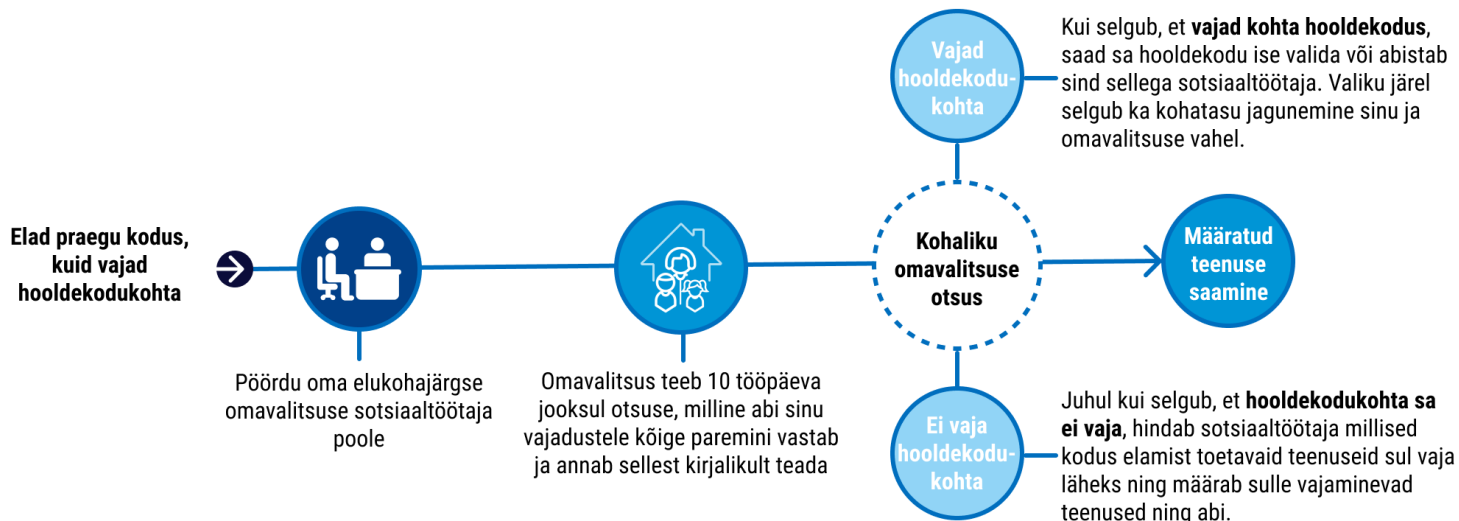 Elad praegu kodus,
kuid vajad
hooldekodukohta
Pöördu oma elukohajärgse
omavalitsuse sotsiaaltöötaja
poole
Omavalitsus teeb 10 tööpäeva
jooksul otsuse, milline abi sinu
vajadustele kõige paremini vastab
ja annab sellest kirjalikult teada
Kohaliku
omavalitsuse
otsus
Vajad
hooldekodu-
kohta
Kui selgub, et vajad kohta hooldekodus,
saad sa hooldekodu ise valida või abistab
sind sellega sotsiaaltöötaja. Valiku järel
selgub ka kohatasu jagunemine sinu ja
omavalitsuse vahel.
Ei vaja
hooldekodu-
kohta
Juhul kui selgub, et hooldekodukohta sa
ei vaja, hindab sotsiaaltöötaja millised
kodus elamist toetavaid teenuseid sul vaja
läheks ning määrab sulle vajaminevad
teenused ning abi.
Määratud
teenuse
saamine